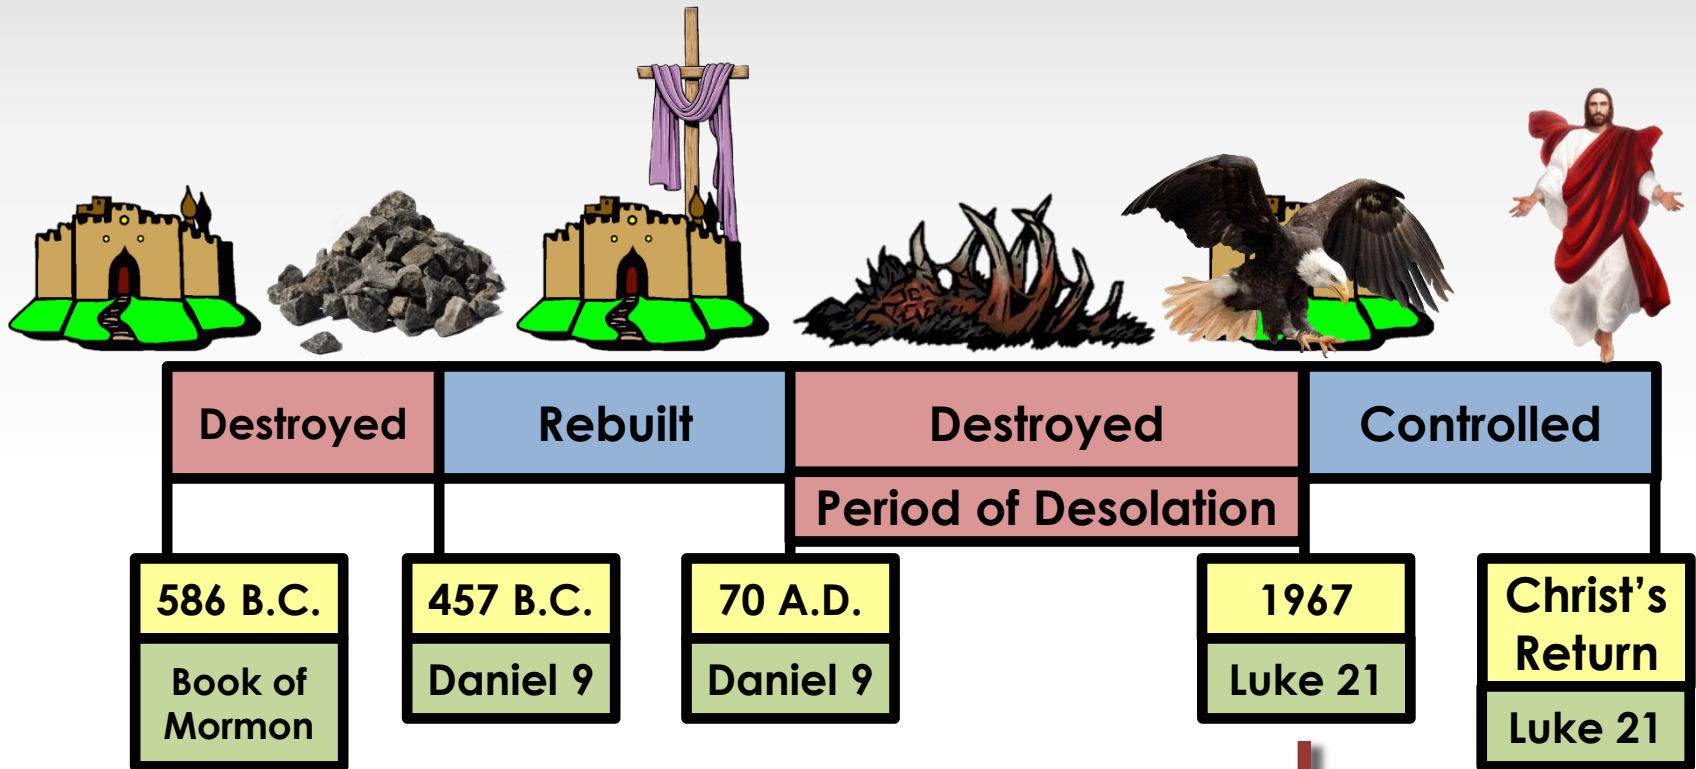 Destroyed
Rebuilt
Destroyed
Controlled
Period of Desolation
586 B.C.
Book of
Mormon
457 B.C.
Daniel 9
70 A.D.
Daniel 9
1967
Luke 21
Christ's
Return
Luke 21